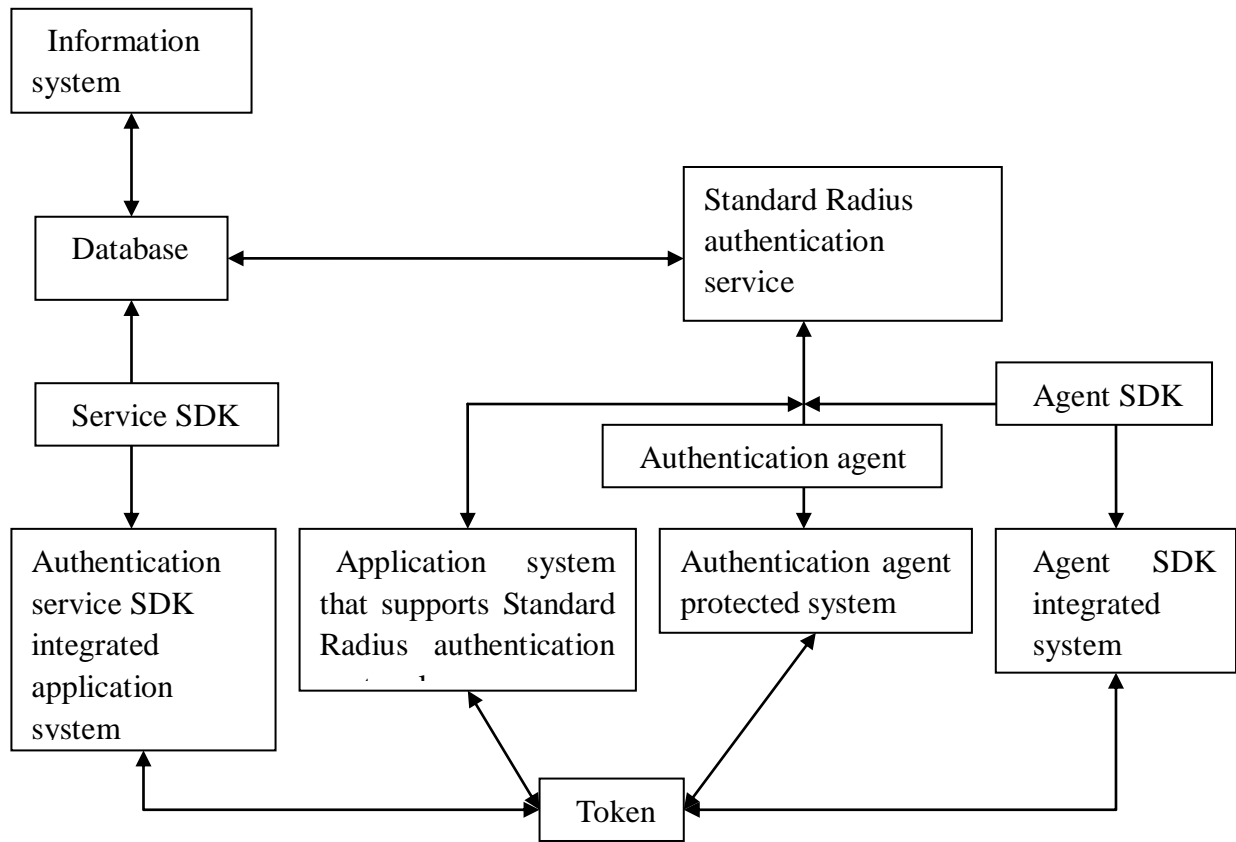 Information
system
Standard Radius
authentication
service
Database
Agent SDK
Service SDK
Authentication agent
Authentication
service SDK
integrated
application
system
Application system
that supports Standard
Radius authentication
Authentication agent
protected system
Agent SDK
integrated
system
Token